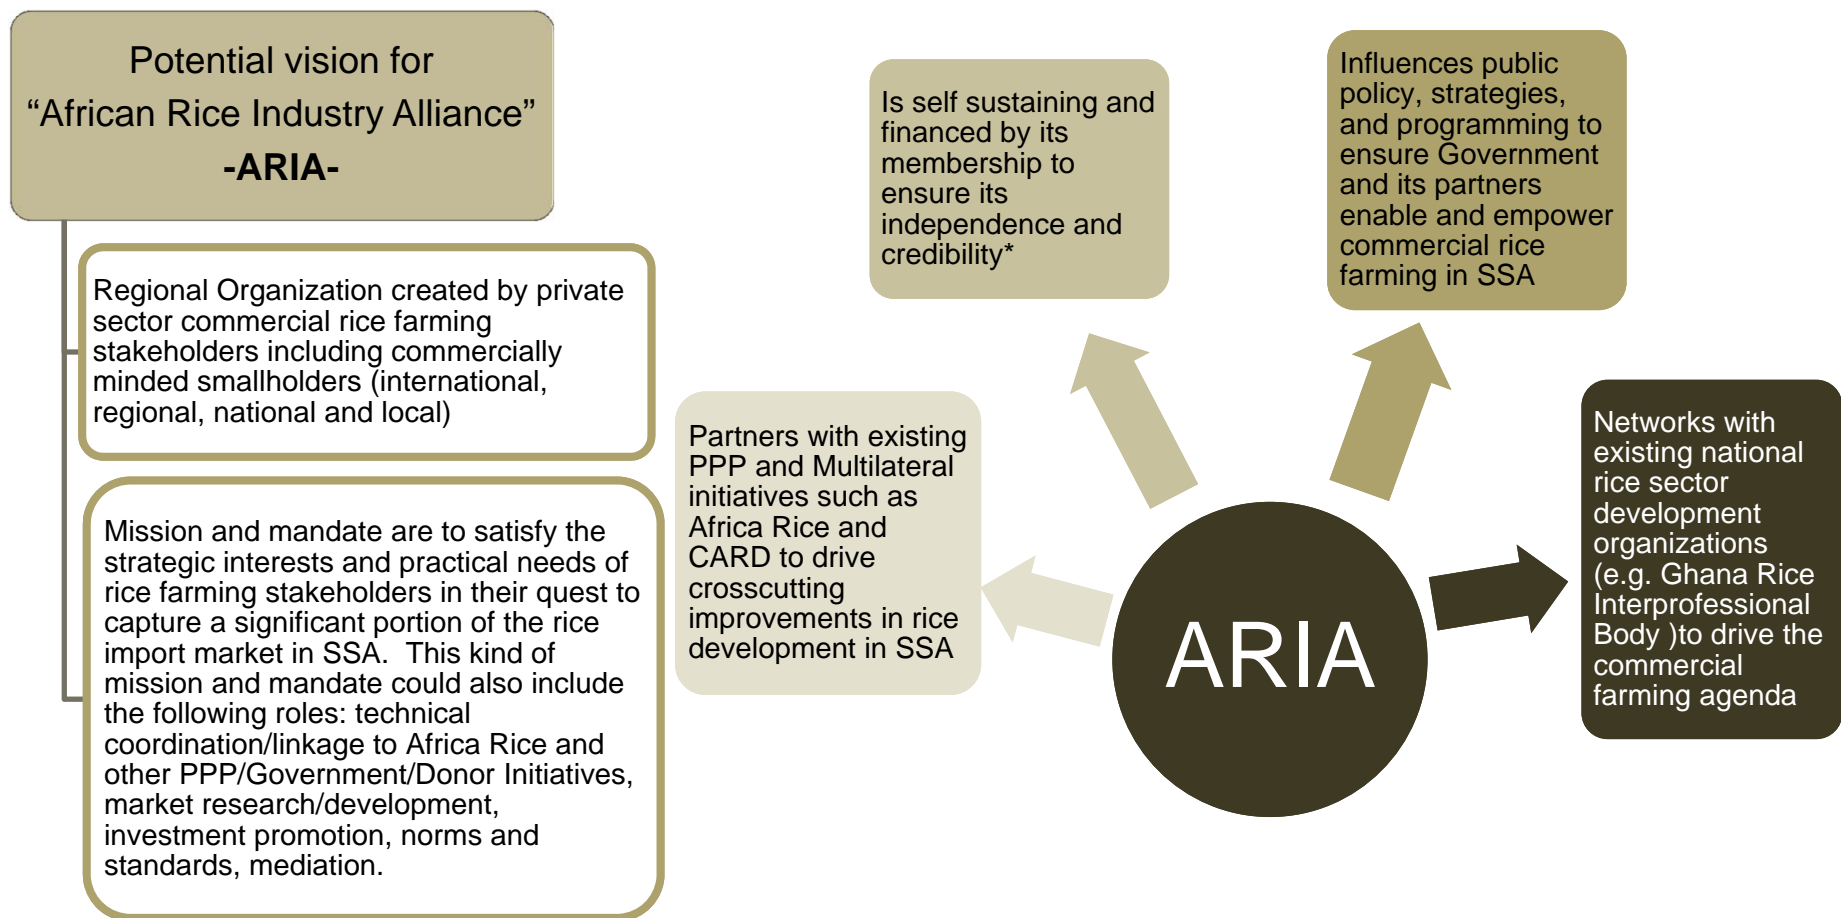 Potential vision for
“African Rice Industry Alliance”
-ARIA-
Regional Organization created by private
sector commercial rice farming
stakeholders including commercially
minded smallholders (international,
regional, national and local)
Mission and mandate are to satisfy the
strategic interests and practical needs of
rice farming stakeholders in their quest to
capture a significant portion of the rice
import market in SSA.  This kind of
mission and mandate could also include
the following roles: technical
coordination/linkage to Africa Rice and
other PPP/Government/Donor Initiatives,
market research/development,
investment promotion, norms and
standards, mediation.
Partners with existing
PPP and Multilateral
initiatives such as
Africa Rice and
CARD to drive
crosscutting
improvements in rice
development in SSA
Is self sustaining and
financed by its
membership to
ensure its
independence and
credibility*
Influences public
policy, strategies,
and programming to
ensure Government
and its partners
enable and empower
commercial rice
farming in SSA
Networks with
existing national
rice sector
development
organizations
(e.g. Ghana Rice
Interprofessional
Body )to drive the
commercial
farming agenda
ARIA